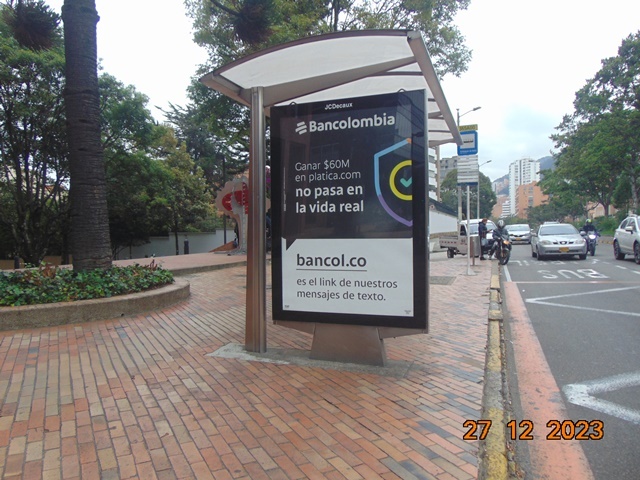 JCDecaux
Bancolombia
Ganar $60M
en platica.com
no pasa en
la vida real
bancol.co
es el link de nuestros
mensajes de texto.
BUS
27 12 2023